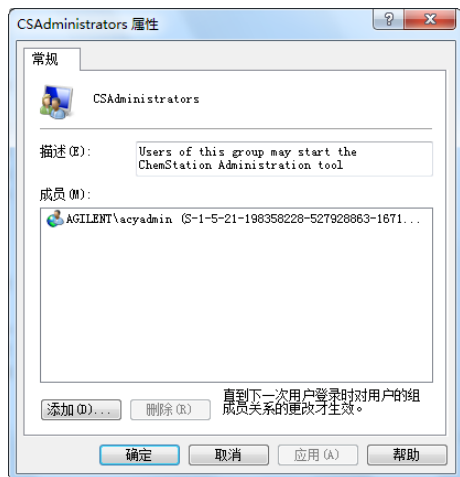 CSAdministrators 属性
常规
CSAdministrators
描述(E):
Users of this group may start the
ChemStation Administration tool
成员(M):
AGILENT\acyadmin (S-1-5-21-198358228-527928863-1671...
添加(D)...
删除(R)
直到下一次用户登录时对用户的组
成员关系的更改才生效。
确定
取消
应用(A)
帮助